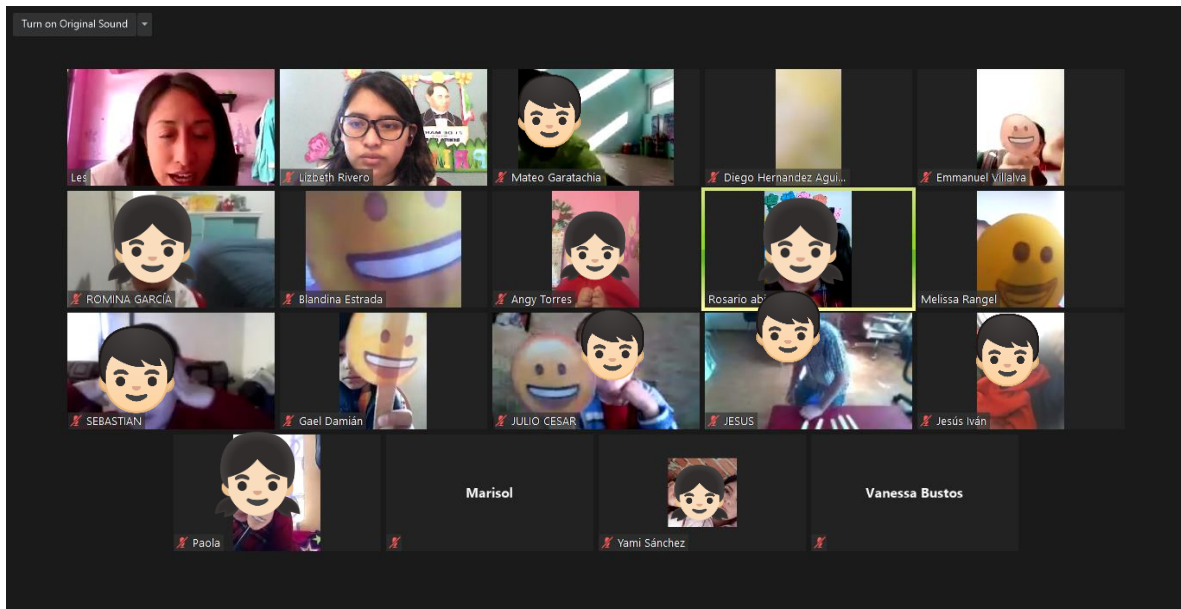 Turn on Original Sound
Les
Lizbeth Rivero
Mateo Garatachia
Diego Hernandez Agui...
Emmanuel Villalva
ROMINA GARCÍA
Blandina Estrada
Angy Torres
Rosario abi
Melissa Rangel
SEBASTIAN
Gael Damián
JULIO CESAR
JESUS
Jesús Iván
Paola
Marisol
Yami Sánchez
Vanessa Bustos